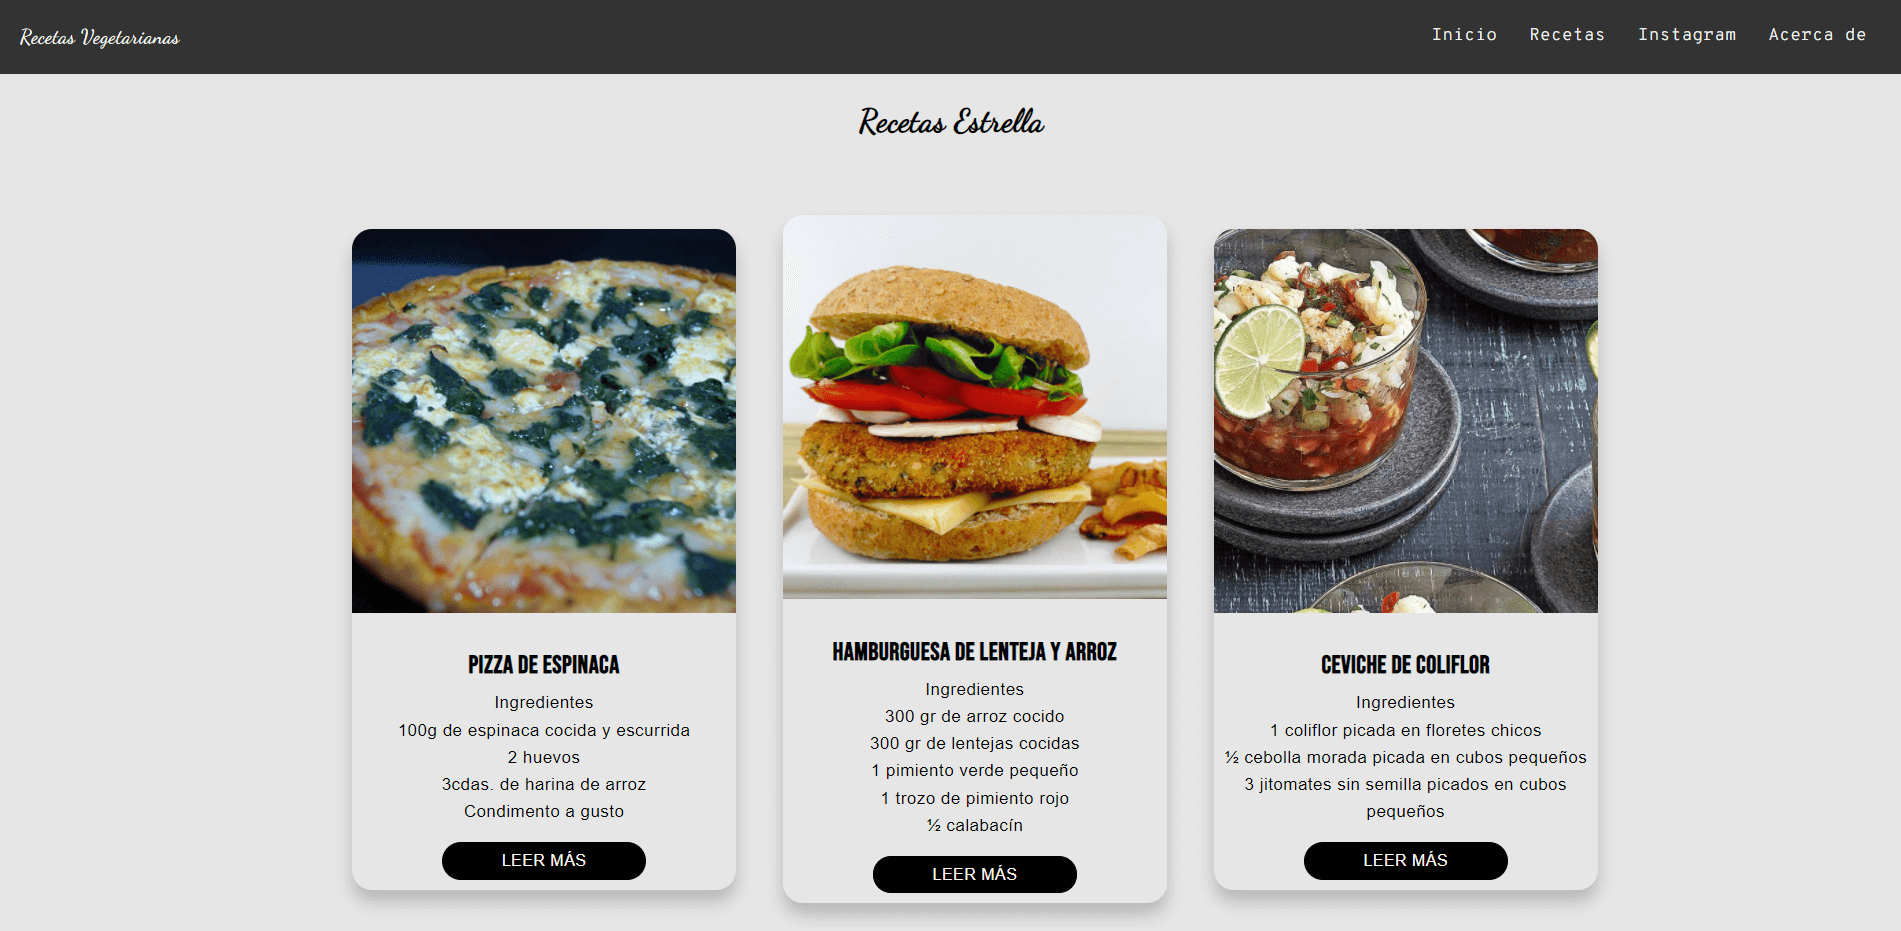 Recetas Vegetarianas
Inicio Recetas Instagram Acerca de
Recetas Estrella
PIZZA DE ESPINACA
Ingredientes
100g de espinaca cocida y escurrida
2 huevos
3cdas. de harina de arroz
Condimento a gusto
LEER MÁS
HAMBURGUESA DE LENTEJA Y ARROZ
Ingredientes
300 gr de arroz cocido
300 gr de lentejas cocidas
1 pimiento verde pequeño
1 trozo de pimiento rojo
½ calabacín
LEER MÁS
CEVICHE DE COLIFLOR
Ingredientes
1 coliflor picada en floretes chicos
½ cebolla morada picada en cubos pequeños
3 jitomates sin semilla picados en cubos
pequeños
LEER MÁS